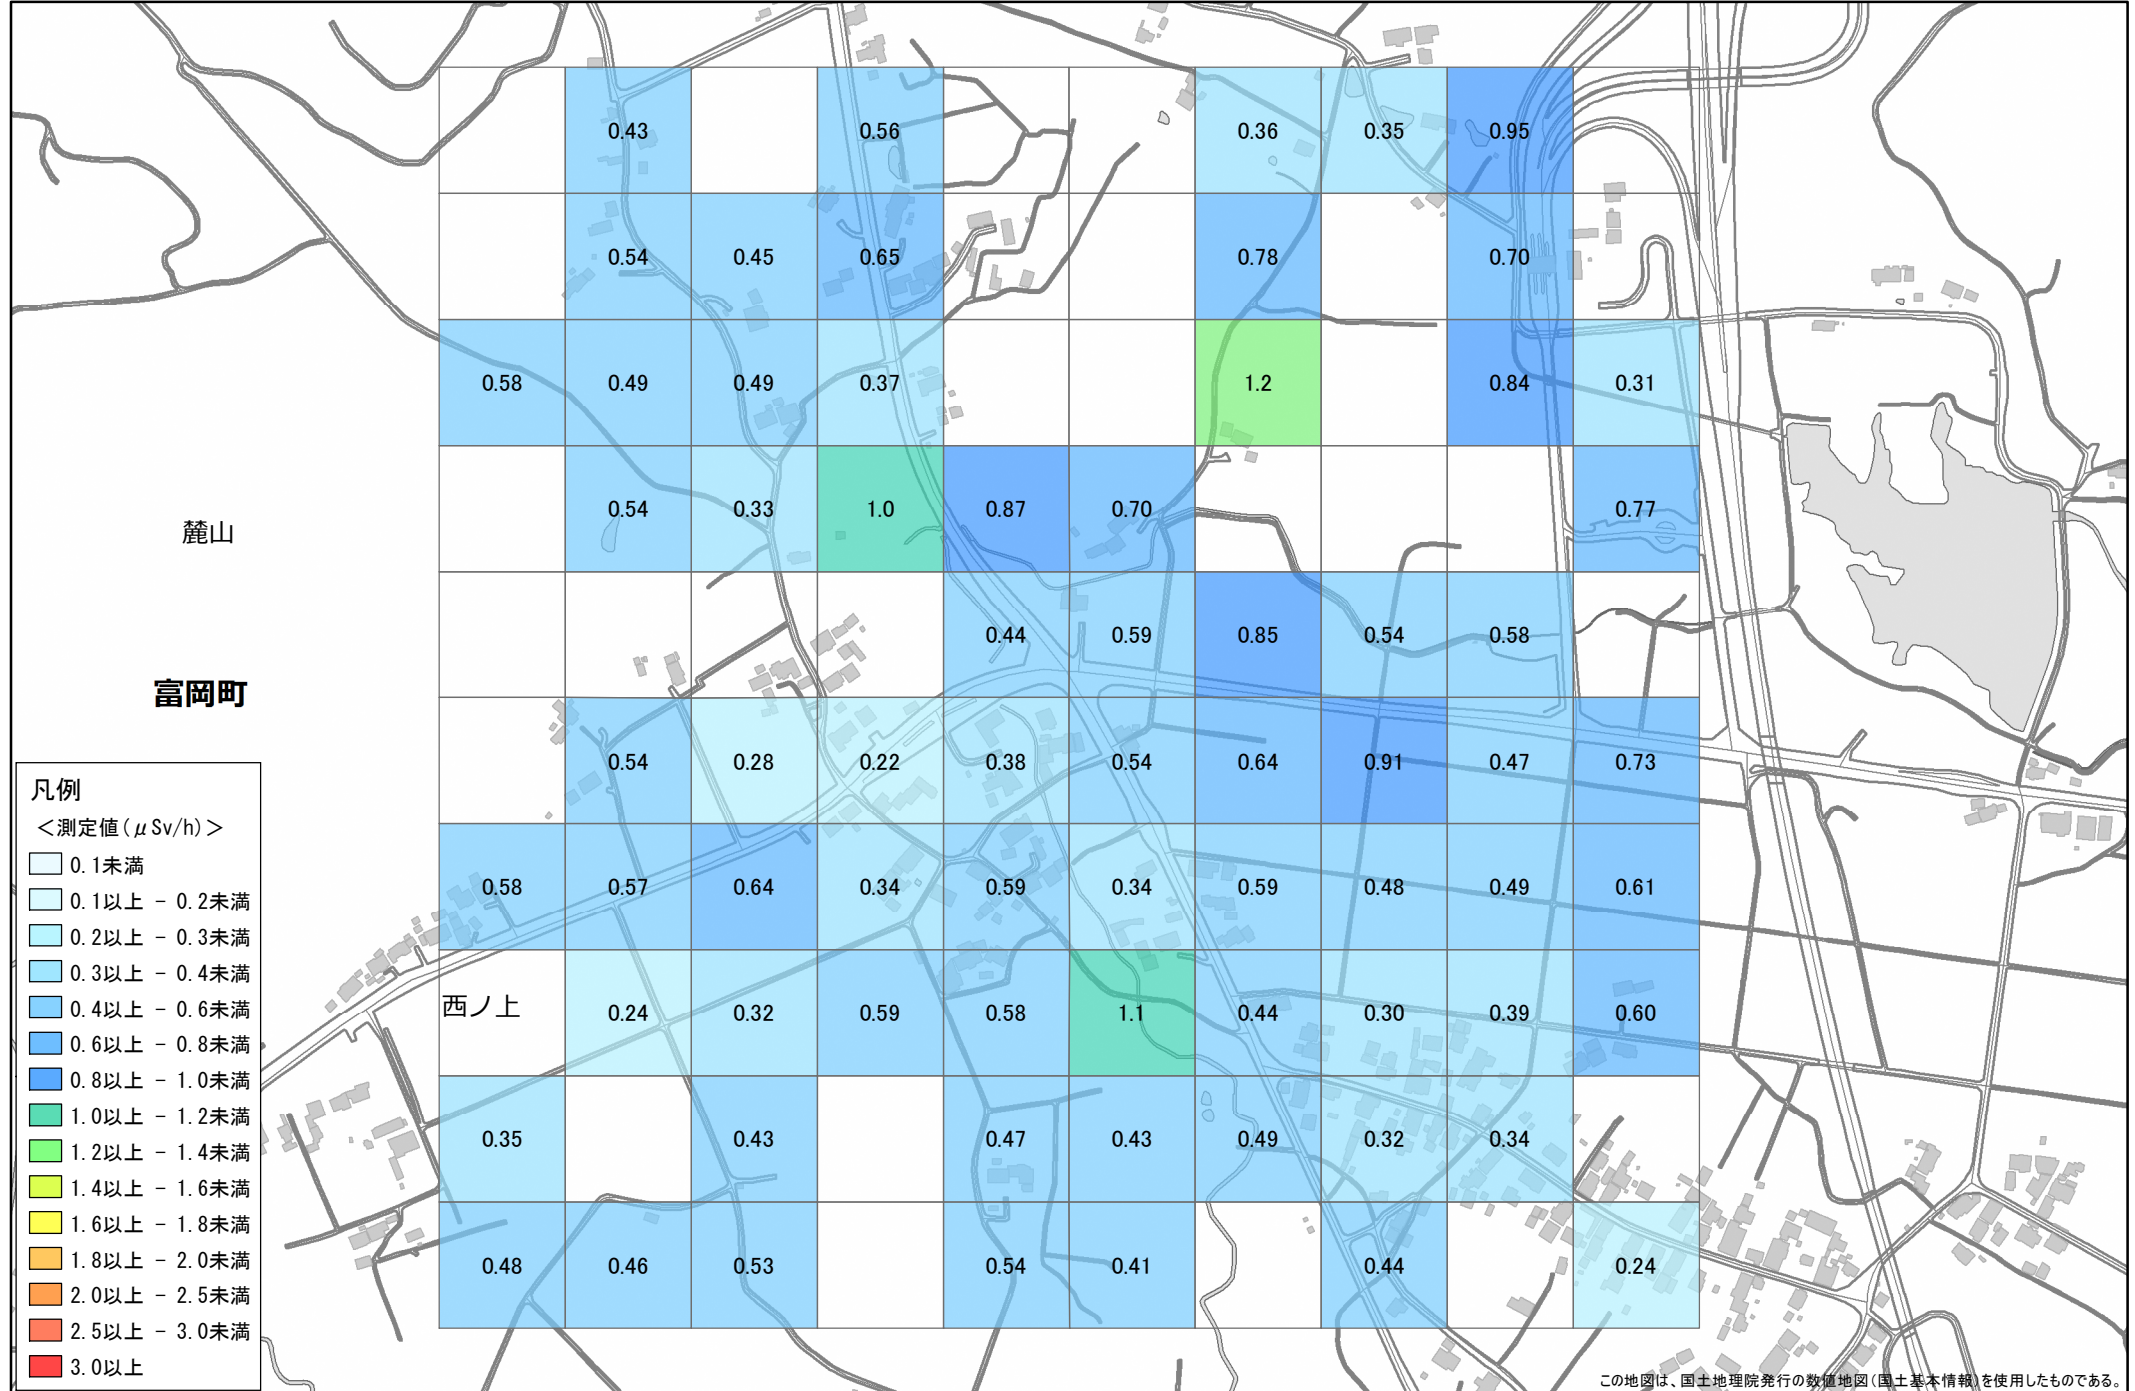 0.43 0.56 0.36 0.35 0.95
0.54 0.45 0.65 0.78 0.70
0.58 0.49 0.49 0.37 1.2 0.84 0.31
0.54 0.33 1.0 0.87 0.70 0.77
麓山
0.44 0.59 0.85 0.54 0.58
富岡町
0.54 0.28 0.22 0.38 0.54 0.64 0.91 0.47 0.73
0.58 0.57 0.64 0.34 0.59 0.34 0.59 0.48 0.49 0.61
西ノ上 0.24 0.32 0.59 0.58 1.1 0.44 0.30 0.39 0.60
0.35 0.43 0.47 0.43 0.49 0.32 0.34
0.48 0.46 0.53 0.54 0.41 0.44 0.24
凡例
＜測定値(μSv/h)＞
0.1未満
0.1以上 - 0.2未満
0.2以上 - 0.3未満
0.3以上 - 0.4未満
0.4以上 - 0.6未満
0.6以上 - 0.8未満
0.8以上 - 1.0未満
1.0以上 - 1.2未満
1.2以上 - 1.4未満
1.4以上 - 1.6未満
1.6以上 - 1.8未満
1.8以上 - 2.0未満
2.0以上 - 2.5未満
2.5以上 - 3.0未満
3.0以上
この地図は、国土地理院発行の数値地図(国土基本情報)を使用したものである。